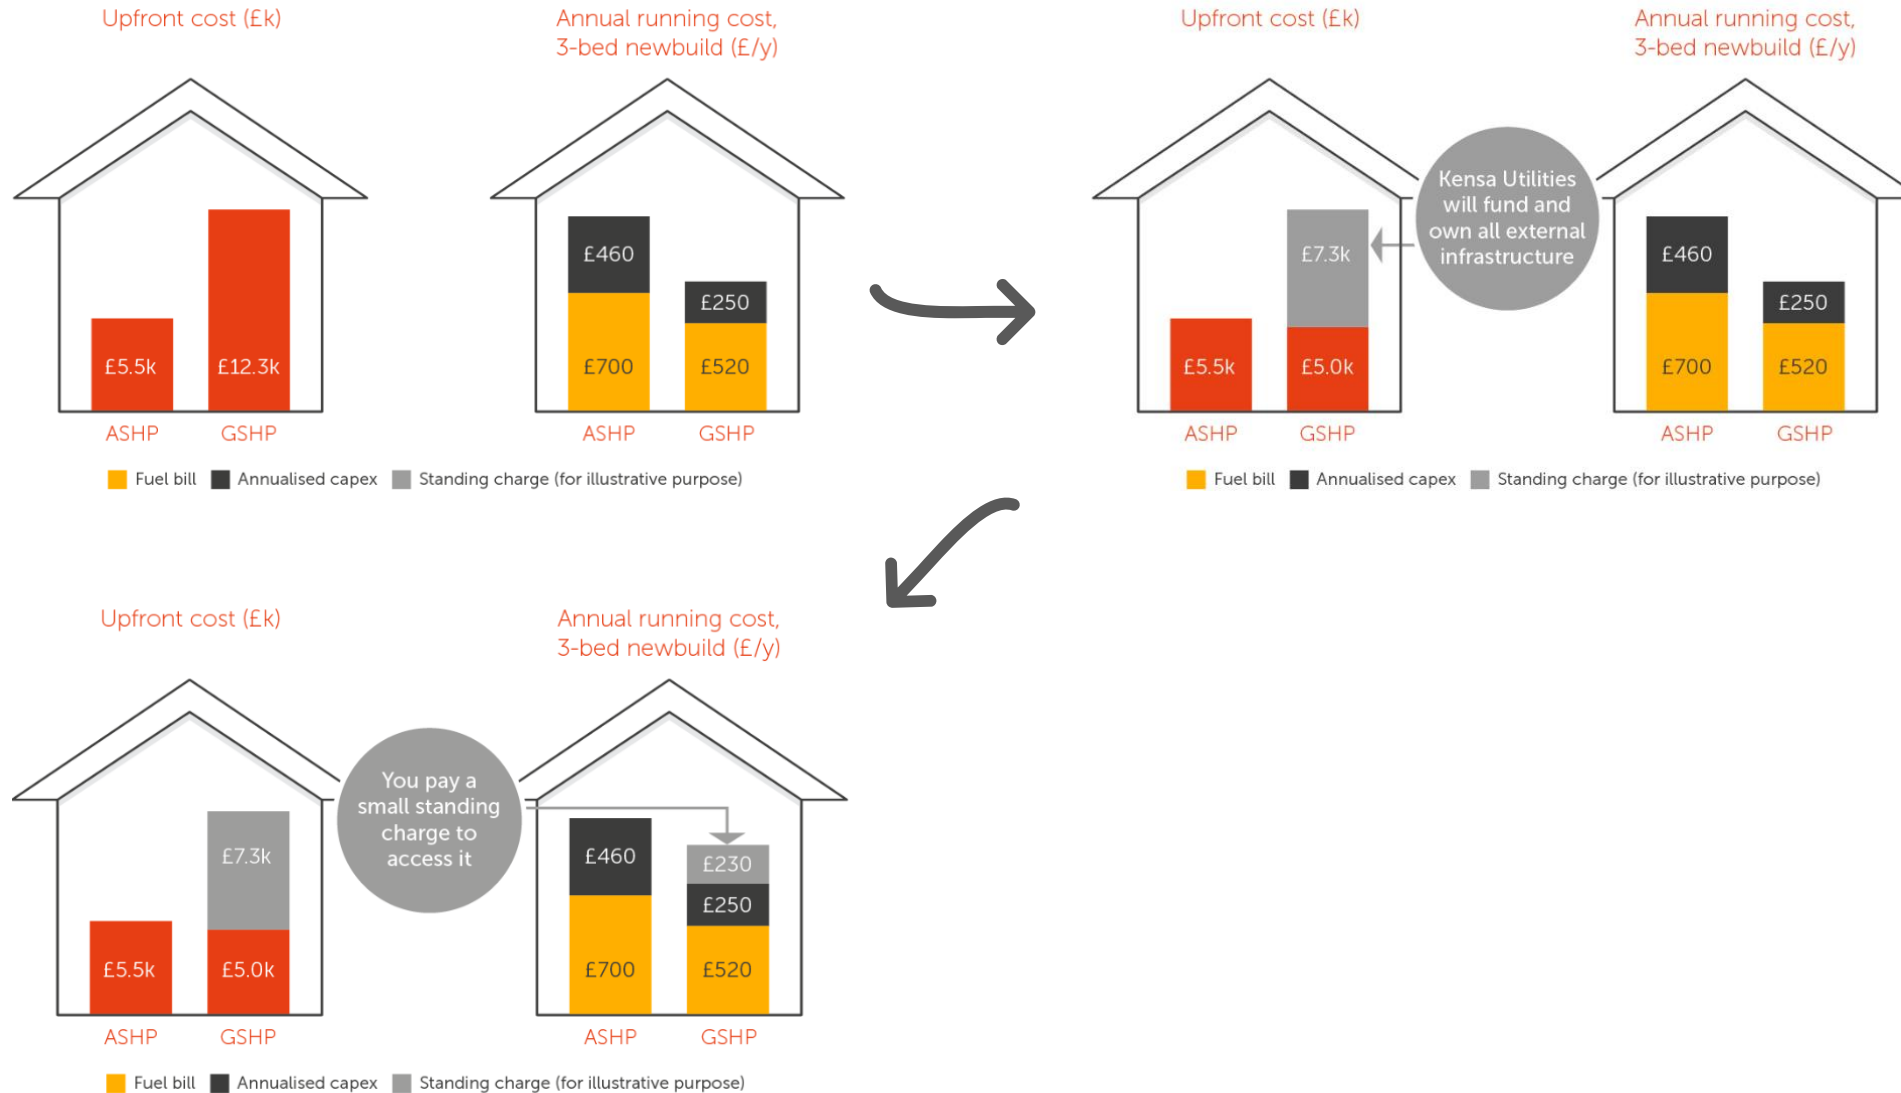 Upfront cost (£k)
Annual running cost,
3-bed newbuild (£/y)
£5.5k
£12.3k
ASHP
GSHP
£460
£700
£250
£520
ASHP
GSHP
Fuel bill
Annualised capex
Standing charge (for illustrative purpose)
Upfront cost (£k)
Annual running cost,
3-bed newbuild (£/y)
£5.5k
£7.3k
£5.0k
ASHP
GSHP
Kensa Utilities
will fund and
own all external
infrastructure
£460
£700
£250
£520
ASHP
GSHP
Fuel bill
Annualised capex
Standing charge (for illustrative purpose)
Upfront cost (£k)
Annual running cost,
3-bed newbuild (£/y)
£5.5k
£7.3k
£5.0k
ASHP
GSHP
You pay a
small standing
charge to
access it
£460
£700
£230
£250
£520
ASHP
GSHP
Fuel bill
Annualised capex
Standing charge (for illustrative purpose)